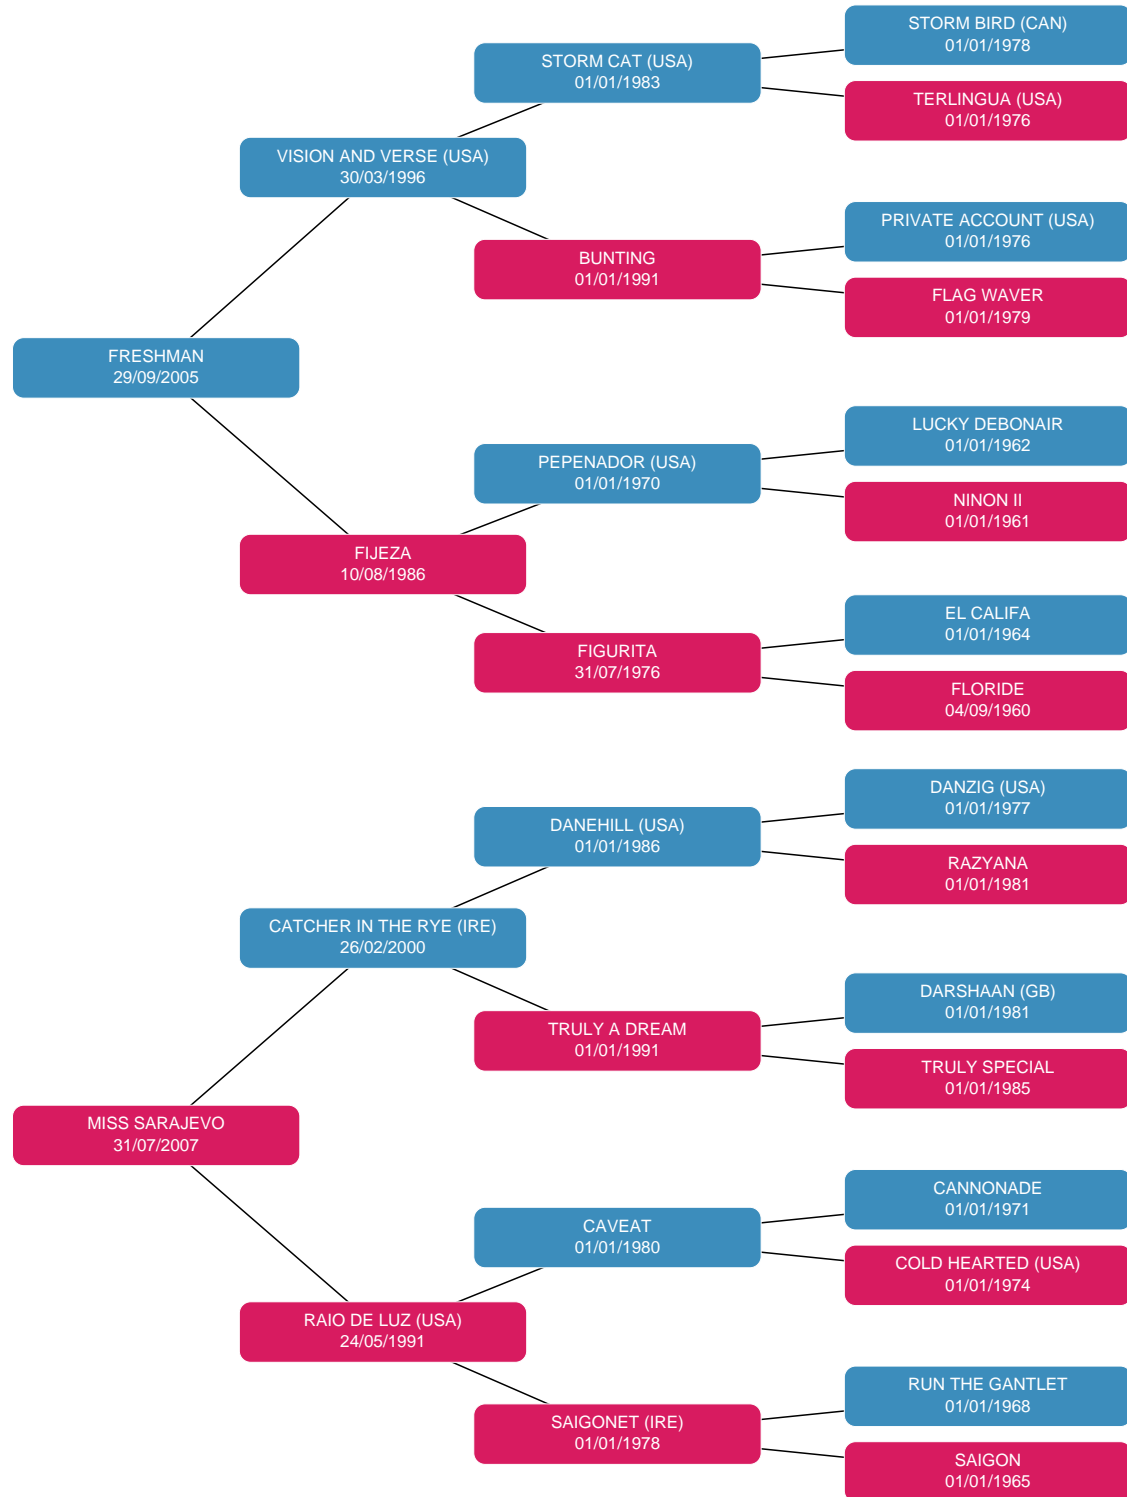 STORM BIRD (CAN)
01/01/1978
STORM CAT (USA)
01/01/1983
TERLINGUA (USA)
01/01/1976
VISION AND VERSE (USA)
30/03/1996
PRIVATE ACCOUNT (USA)
01/01/1976
BUNTING
01/01/1991
FLAG WAVER
01/01/1979
FRESHMAN
29/09/2005
LUCKY DEBONAIR
01/01/1962
PEPENADOR (USA)
01/01/1970
NINON II
01/01/1961
FIJEZA
10/08/1986
EL CALIFA
01/01/1964
FIGURITA
31/07/1976
FLORIDE
04/09/1960
DANZIG (USA)
01/01/1977
DANEHILL (USA)
01/01/1986
RAZYANA
01/01/1981
CATCHER IN THE RYE (IRE)
26/02/2000
DARSHAAN (GB)
01/01/1981
TRULY A DREAM
01/01/1991
TRULY SPECIAL
01/01/1985
MISS SARAJEVO
31/07/2007
CANNONADE
01/01/1971
CAVEAT
01/01/1980
COLD HEARTED (USA)
01/01/1974
RAIO DE LUZ (USA)
24/05/1991
RUN THE GANTLET
01/01/1968
SAIGONET (IRE)
01/01/1978
SAIGON
01/01/1965